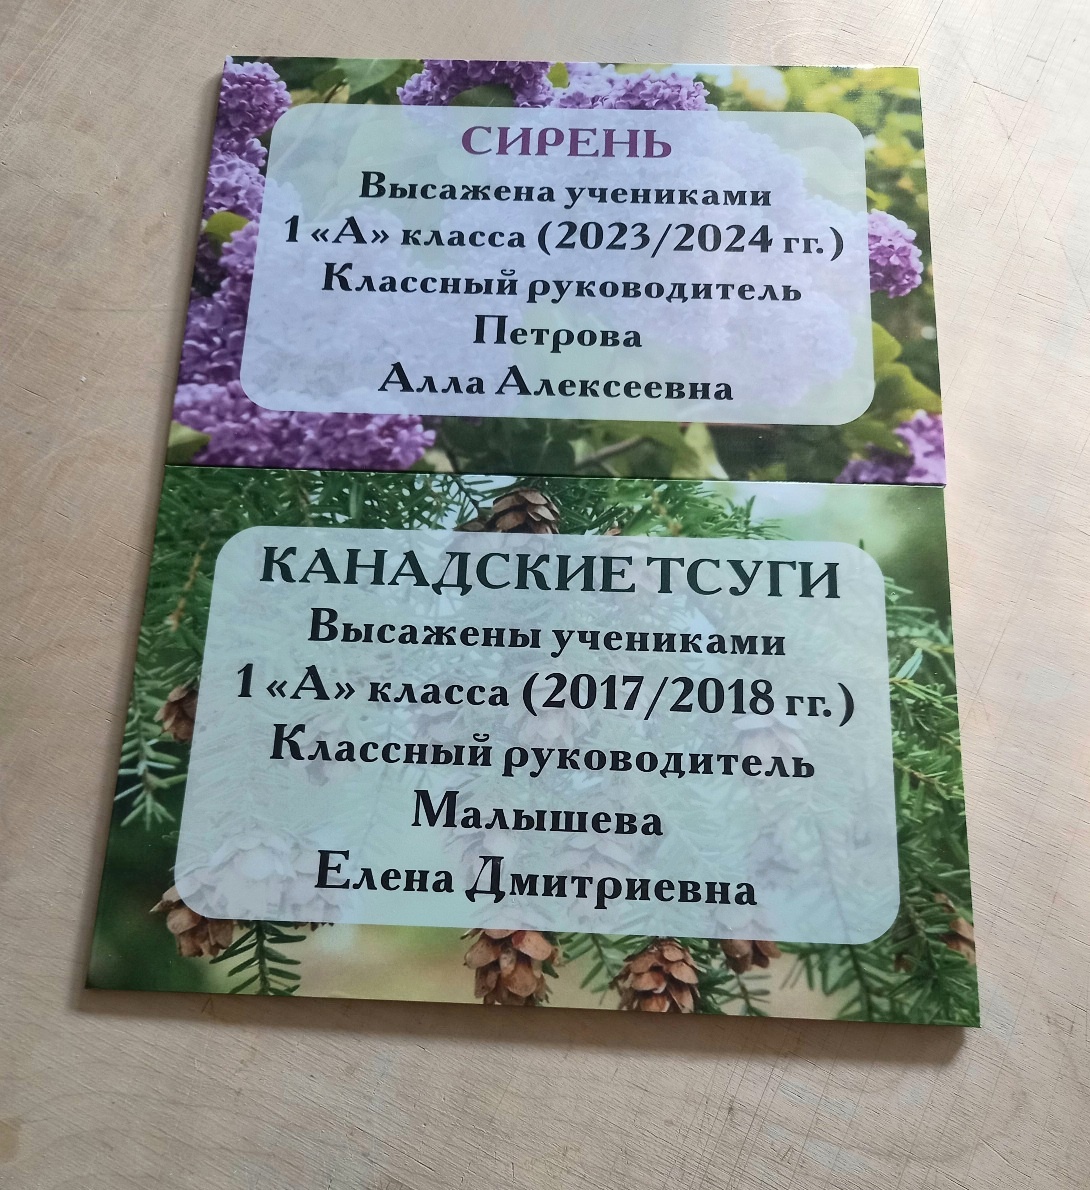 СИРЕНЬ
Высажена учениками
1 «А» класса (2023/2024 гг.)
Классный руководитель
Петрова
Алла Алексеевна
КАНАДСКИЕ ТСУГИ
Высажены учениками
1 «А» класса (2017/2018 гг.)
Классный руководитель
Малышева
Елена Дмитриевна